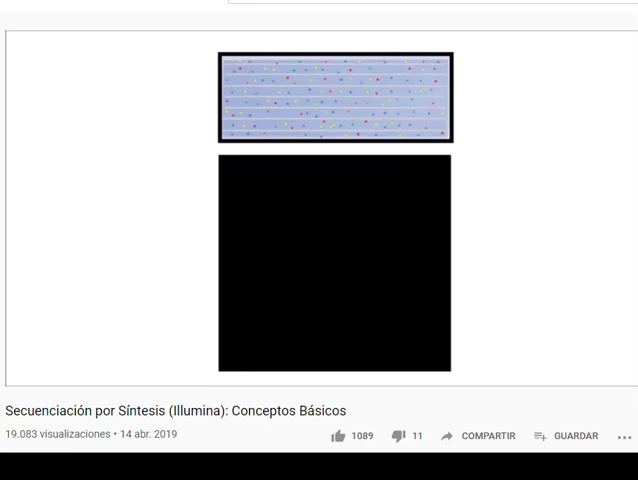 Secuenciación por Síntesis (Illumina): Conceptos Básicos
19.083 visualizaciones • 14 abr. 2019
1089 11 COMPARTIR GUARDAR